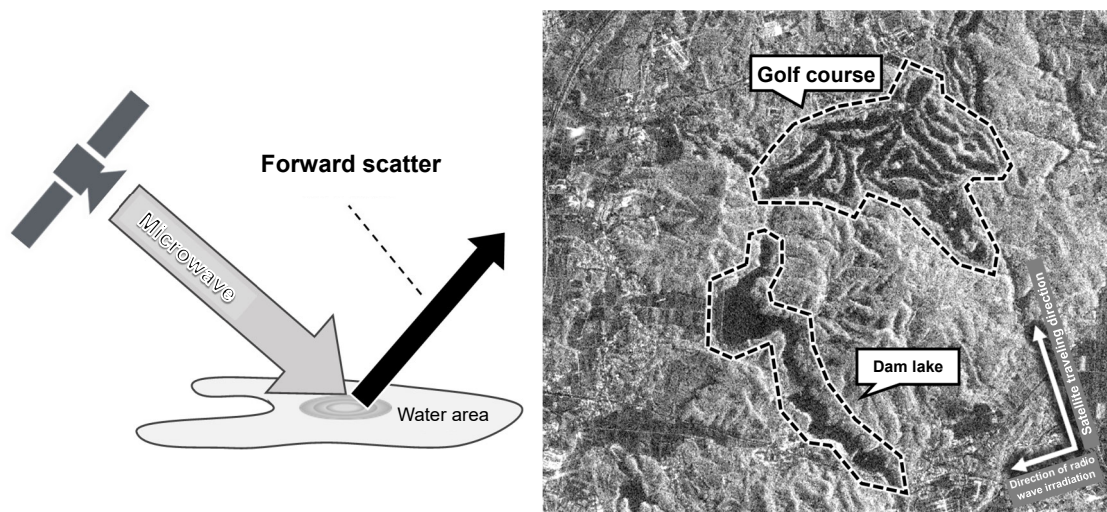 Forward scatter
Microwave
Water area
Golf course
Dam lake
Satellite traveling direction
Direction of radio
wave irradiation